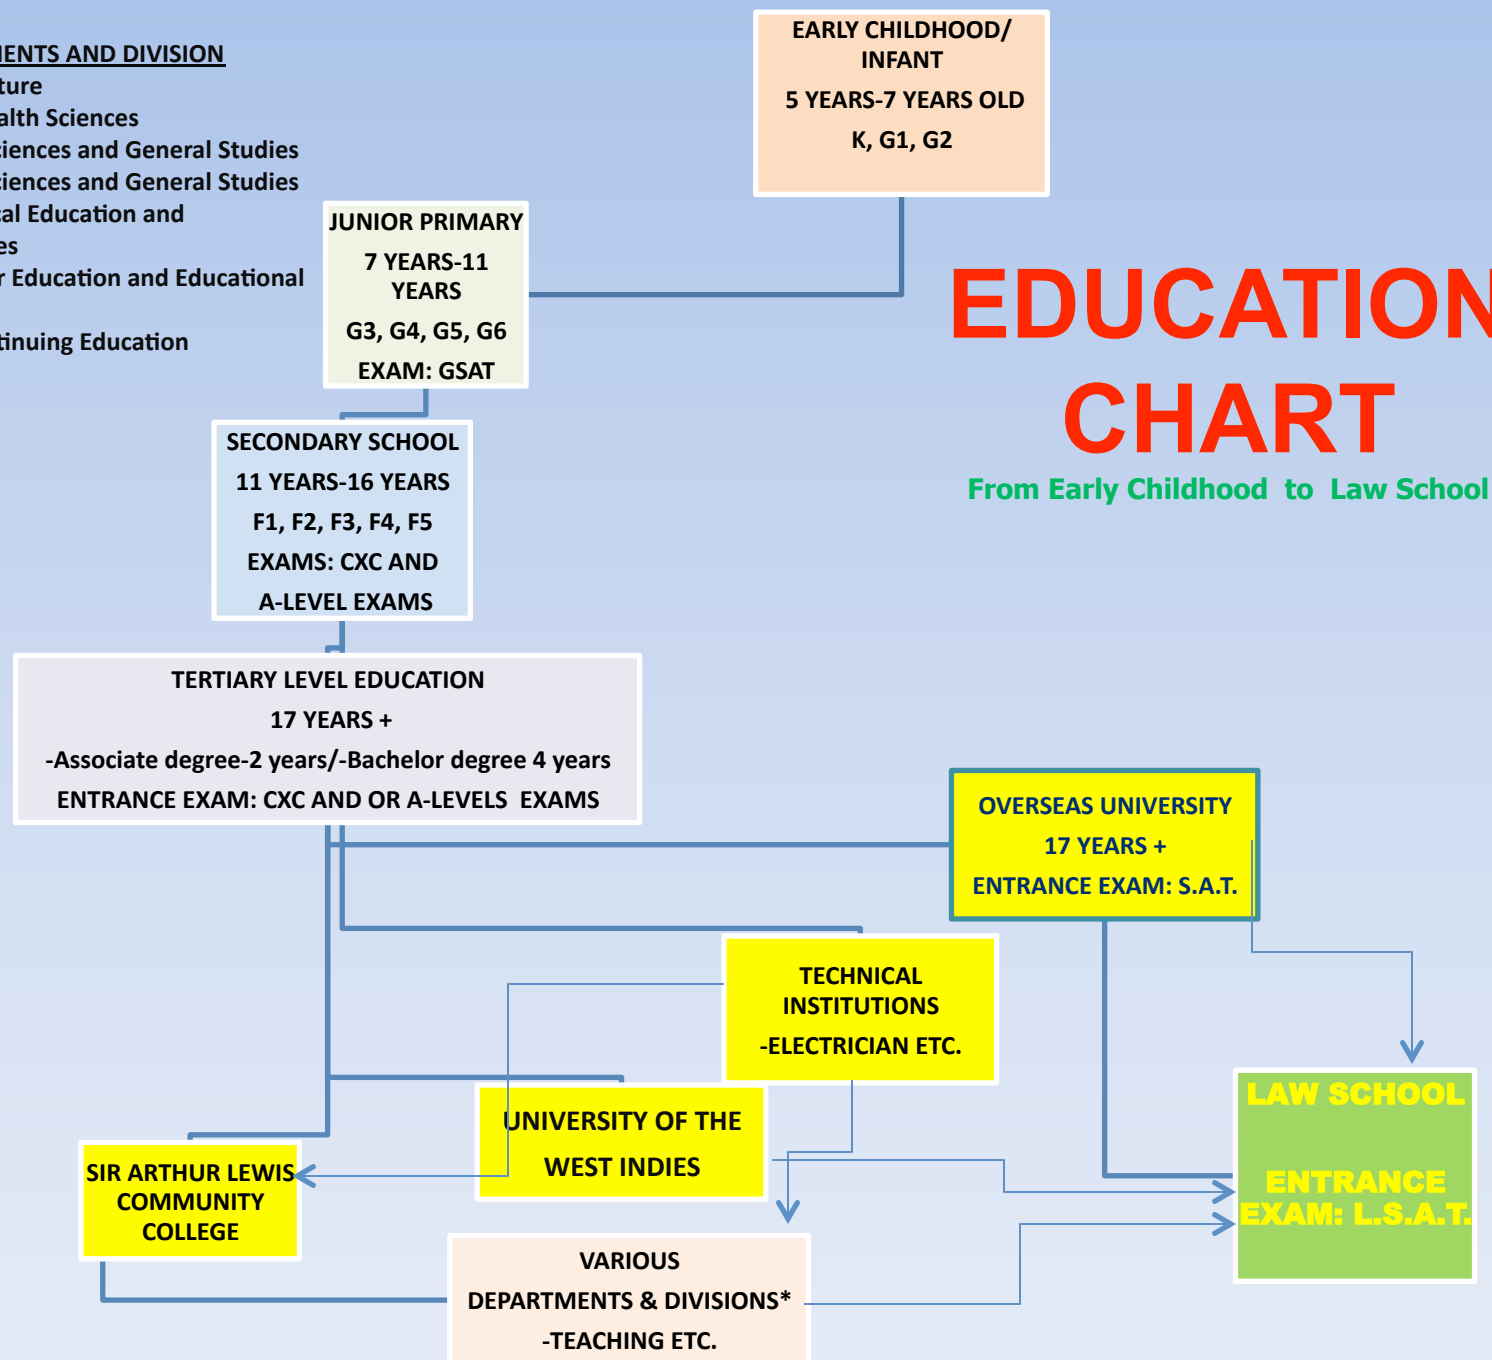 EARLY CHILDHOOD/
INFANT
5 YEARS-7 YEARS OLD
K, G1, G2
MENTS AND DIVISION
ture
alth Sciences
ciences and General Studies
ciences and General Studies
cal Education and
es
r Education and Educational
tinuing Education
JUNIOR PRIMARY
7 YEARS-11
YEARS
G3, G4, G5, G6
EXAM: GSAT
EDUCATION
CHART
From Early Childhood to Law School
SECONDARY SCHOOL
11 YEARS-16 YEARS
F1, F2, F3, F4, F5
EXAMS: CXC AND
A-LEVEL EXAMS
TERTIARY LEVEL EDUCATION
17 YEARS +
-Associate degree-2 years/-Bachelor degree 4 years
ENTRANCE EXAM: CXC AND OR A-LEVELS EXAMS
OVERSEAS UNIVERSITY
17 YEARS +
ENTRANCE EXAM: S.A.T.
TECHNICAL
INSTITUTIONS
-ELECTRICIAN ETC.
UNIVERSITY OF THE
WEST INDIES
SIR ARTHUR LEWIS
COMMUNITY
COLLEGE
LAW SCHOOL
ENTRANCE
EXAM: L.S.A.T.
VARIOUS
DEPARTMENTS & DIVISIONS*
-TEACHING ETC.